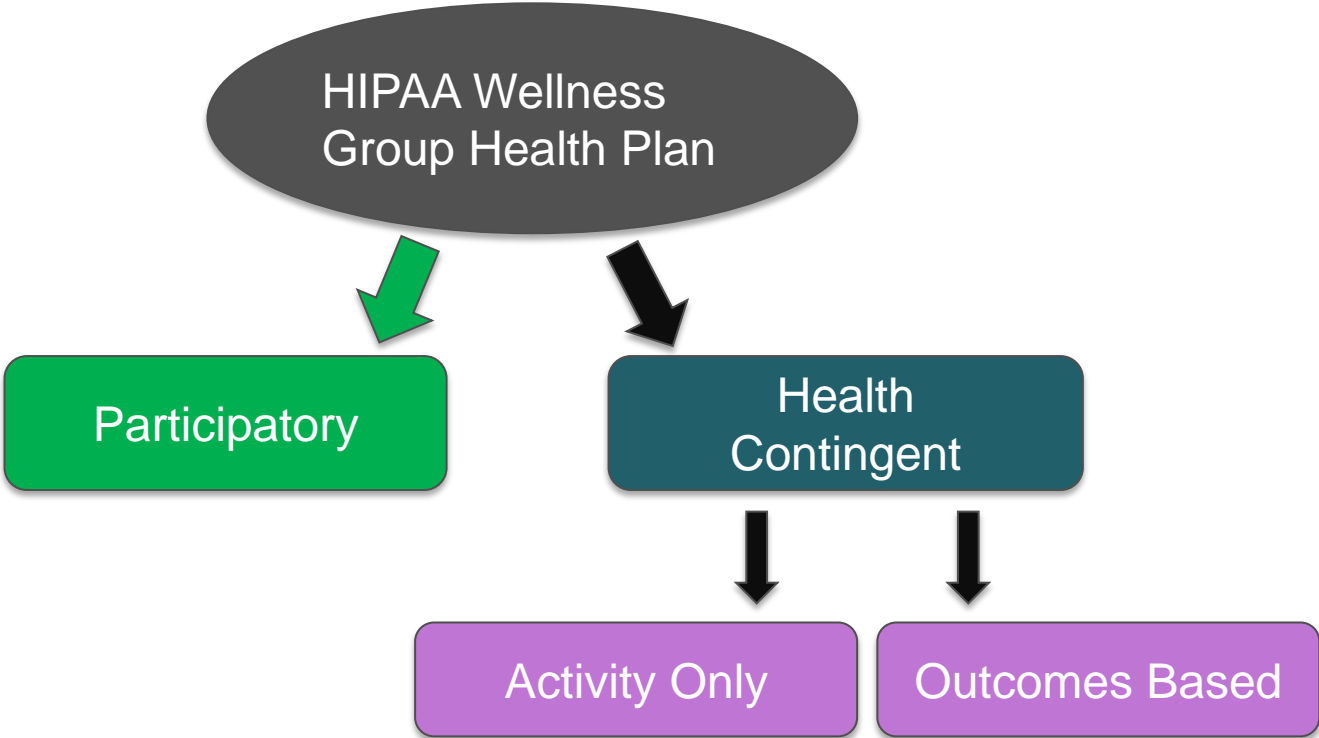 HIPAA Wellness
Group Health Plan
Participatory
Health
Contingent
Activity Only
Outcomes Based